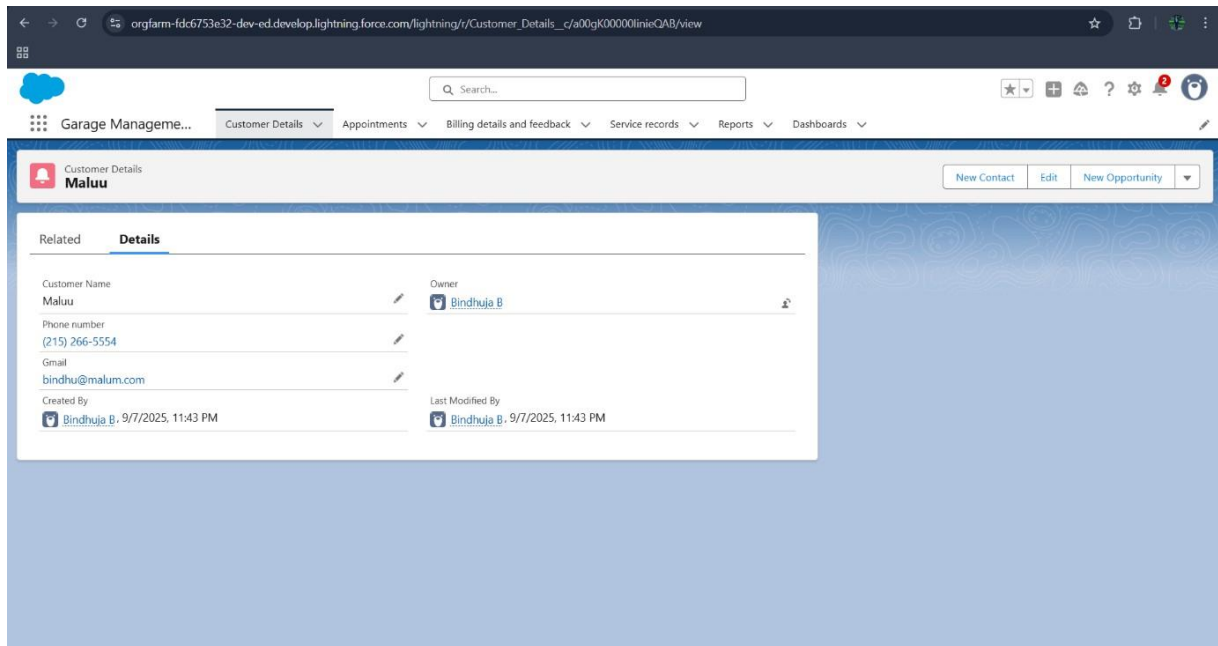 orgfarm-fdc6753e32-dev-ed.develop.lightning.force.com/lightning/r/Customer_Details__c/a00gK00000linieQAB/view
Search...
2
Garage Manageme... Customer Details Appointments Billing details and feedback Service records Reports Dashboards
Customer Details
Maluu
New Contact Edit New Opportunity
Related Details
Customer Name Owner
Maluu Bindhuja B
Phone number
(215) 266-5554
Gmail
bindhu@malum.com
Created By Last Modified By
Bindhuja B, 9/7/2025, 11:43 PM Bindhuja B, 9/7/2025, 11:43 PM